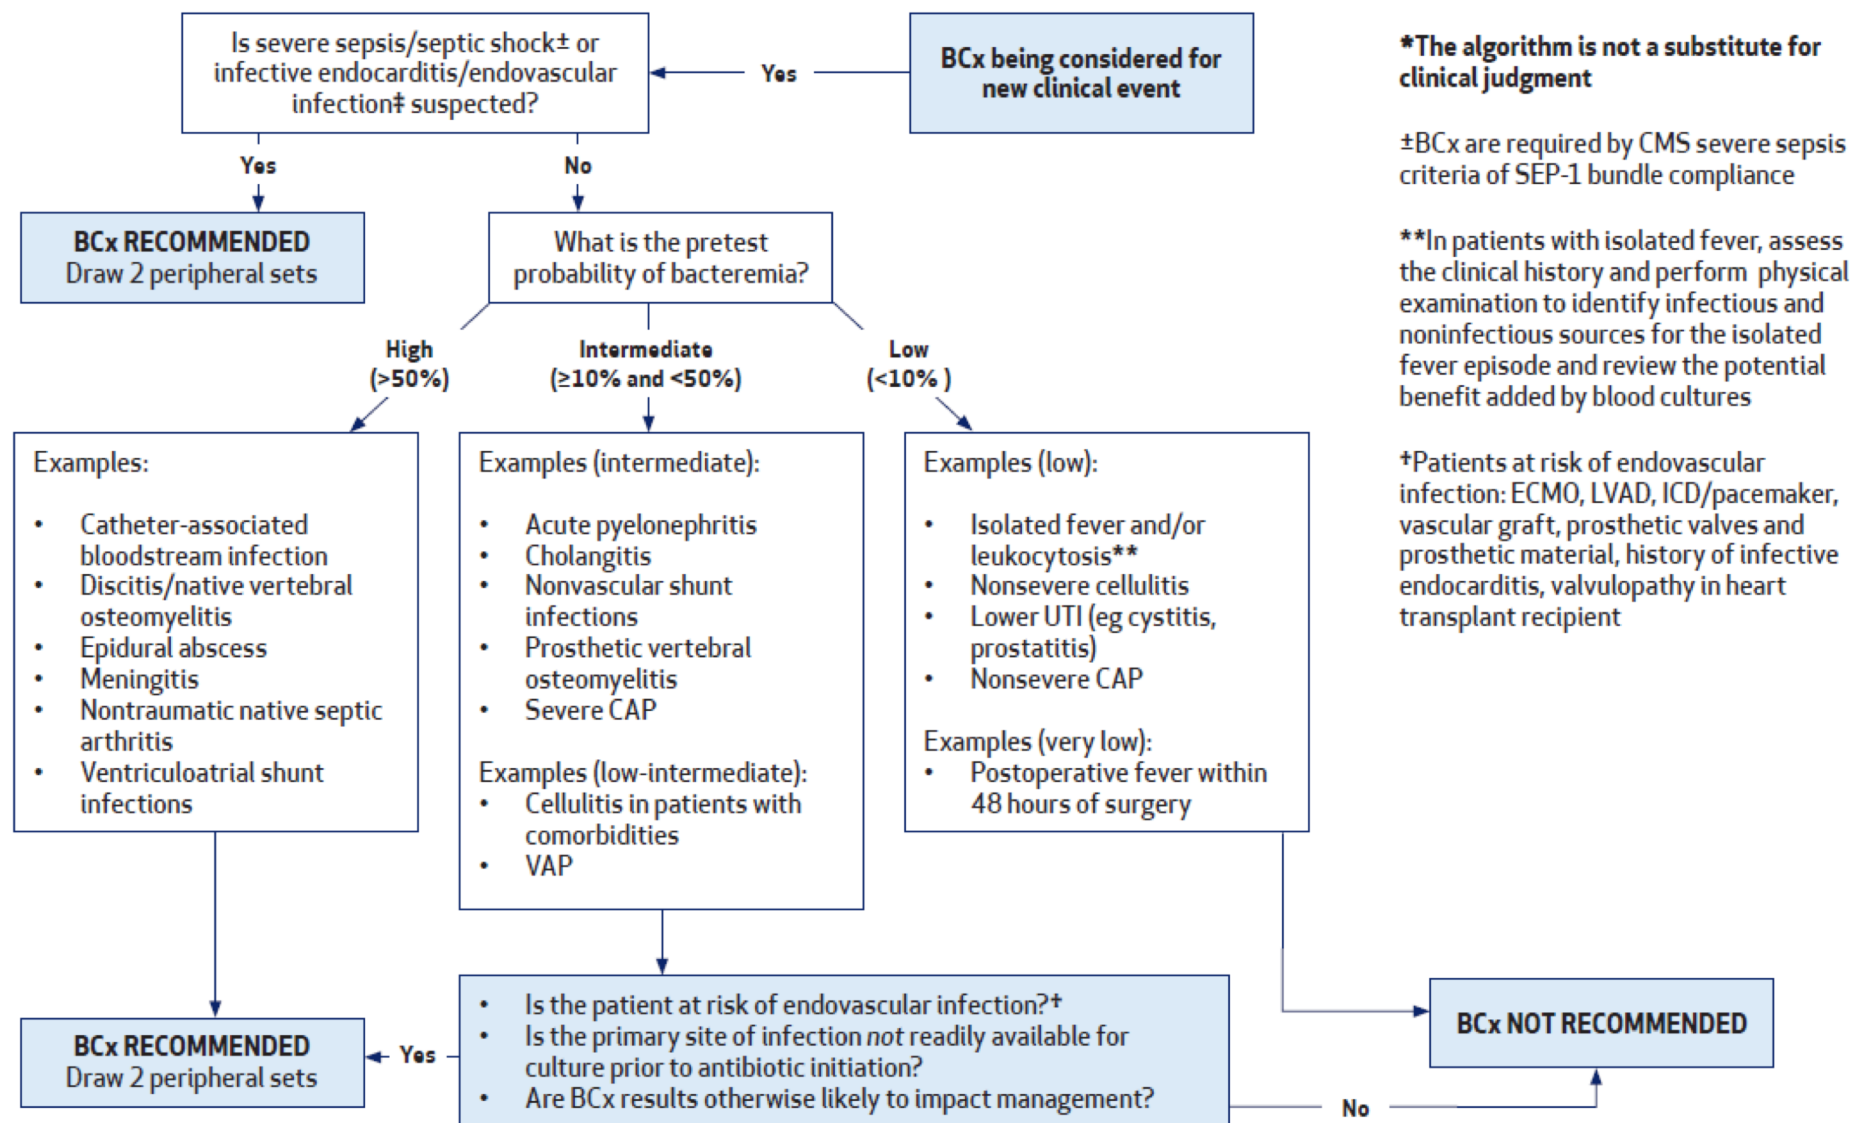 Is severe sepsis/septic shock± or
infective endocarditis/endovascular
infection‡ suspected?
Yes
BCx being considered for
new clinical event
Yes
No
BCx RECOMMENDED
Draw 2 peripheral sets
What is the pretest
probability of bacteremia?
High
(>50%)
Intermediate
(≥10% and <50%)
Low
(<10% )
Examples:
• Catheter-associated
bloodstream infection
• Discitis/native vertebral
osteomyelitis
• Epidural abscess
• Meningitis
• Nontraumatic native septic
arthritis
• Ventriculoatrial shunt
infections
Examples (intermediate):
• Acute pyelonephritis
• Cholangitis
• Nonvascular shunt
infections
• Prosthetic vertebral
osteomyelitis
• Severe CAP
Examples (low-intermediate):
• Cellulitis in patients with
comorbidities
• VAP
Examples (low):
• Isolated fever and/or
leukocytosis**
• Nonsevere cellulitis
• Lower UTI (eg cystitis,
prostatitis)
• Nonsevere CAP
Examples (very low):
• Postoperative fever within
48 hours of surgery
BCx RECOMMENDED
Draw 2 peripheral sets
Yes
• Is the patient at risk of endovascular infection?†
• Is the primary site of infection not readily available for
culture prior to antibiotic initiation?
• Are BCx results otherwise likely to impact management?
No
BCx NOT RECOMMENDED
*The algorithm is not a substitute for
clinical judgment
±BCx are required by CMS severe sepsis
criteria of SEP-1 bundle compliance
**In patients with isolated fever, assess
the clinical history and perform physical
examination to identify infectious and
noninfectious sources for the isolated
fever episode and review the potential
benefit added by blood cultures
†Patients at risk of endovascular
infection: ECMO, LVAD, ICD/pacemaker,
vascular graft, prosthetic valves and
prosthetic material, history of infective
endocarditis, valvulopathy in heart
transplant recipient